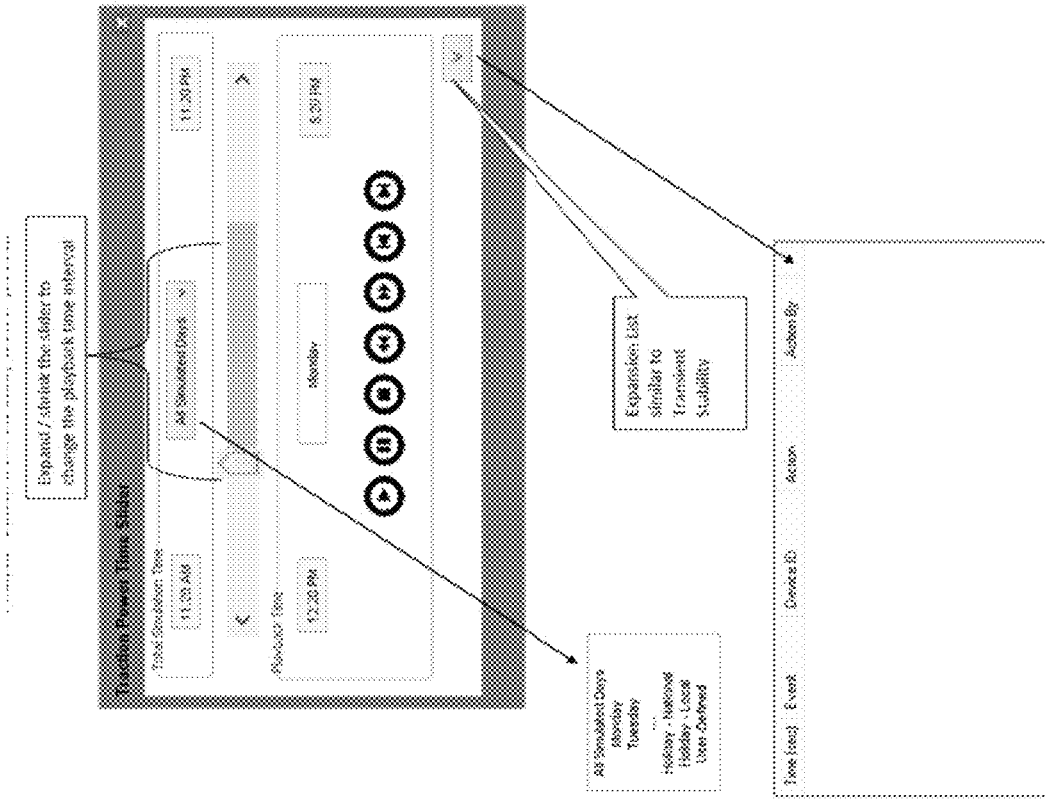 Expand / shrink the slider to
change the playback time interval
Traction Power Time Slider
Total Simulation Time
11:20 AM
All Simulated Days
11:20 PM
Playback Time
12:20 PM
Monday
5:20 PM
Expansion List
similar to
Transient
Stability
All Simulated Days
Monday
Tuesday
...
Holiday - National
Holiday - Local
User-Defined
Time (seq) Event Device ID Action Action By